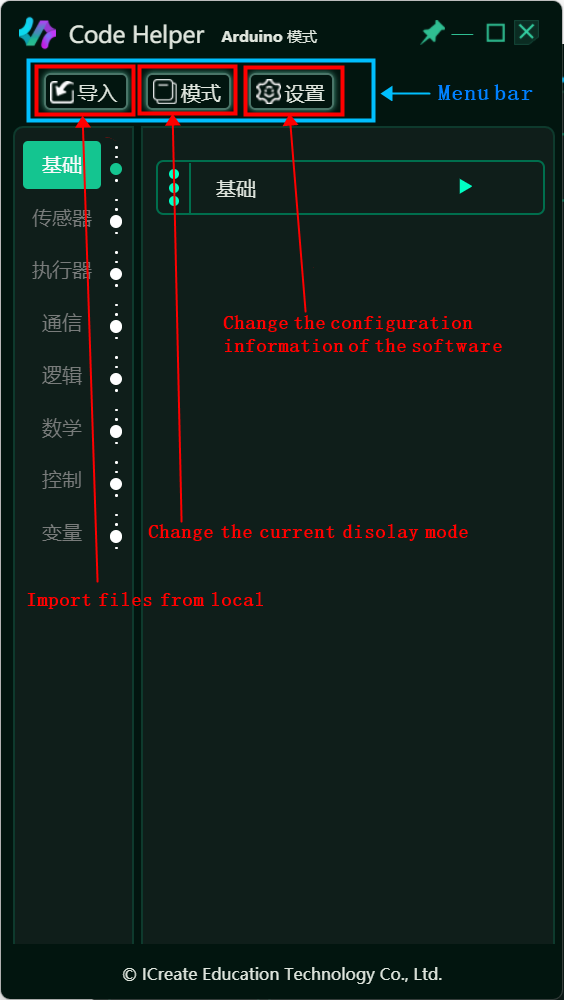 Code Helper Arduino 模式
导入 模式 设置
Menu bar
基础
传感器
执行器
通信
逻辑
数学
控制
变量
基础
Change the configuration
information of the software
Change the current disolay mode
Import files from local
© ICreate Education Technology Co., Ltd.